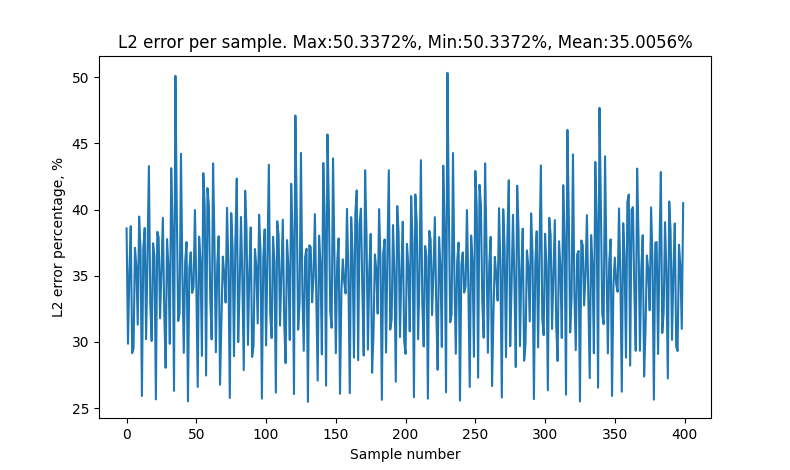 L2 error per sample. Max:50.3372%, Min:50.3372%, Mean:35.0056%
L2 error percentage, %
50
45
40
35
30
25
0 50 100 150 200 250 300 350 400
Sample number